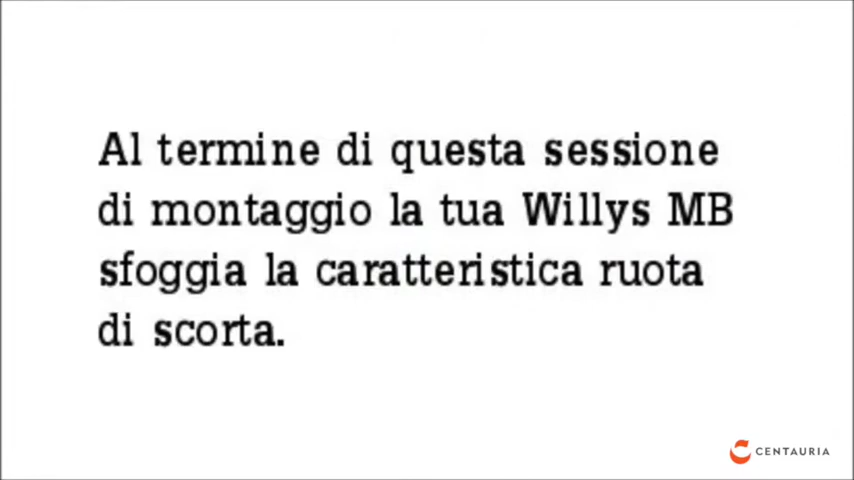 Al termine di questa sessione
di montaggio la tua Willys MB
sfoggia la caratteristica ruota
di scorta.
CENTAURIA